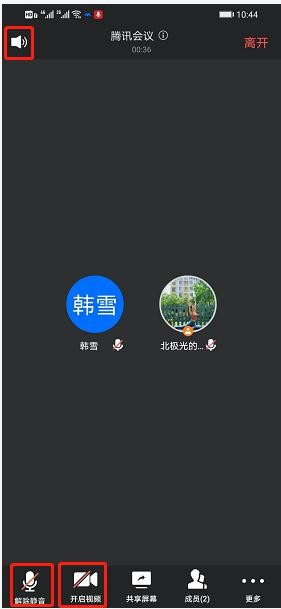 HD 10:44
腾讯会议
00:36
离开
韩雪
韩雪
北极光的...
解除静音
开启视频
共享屏幕
成员(2)
更多